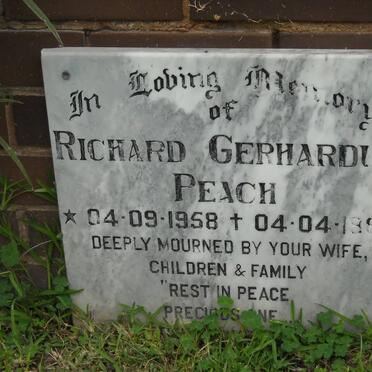 In Loving Memory
of
RICHARD GERHARDU
PEACH
* 04·09·1958 † 04·04·199
DEEPLY MOURNED BY YOUR WIFE,
CHILDREN & FAMILY
"REST IN PEACE
PRECIOUS ONE